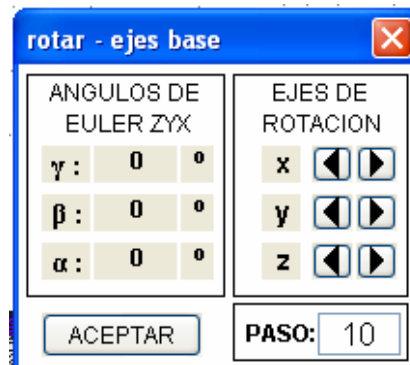 rotar - ejes base
ANGULOS DE
EULER ZYX
γ : 0 º
β : 0 º
α : 0 º
EJES DE
ROTACION
x
y
z
ACEPTAR
PASO: 10